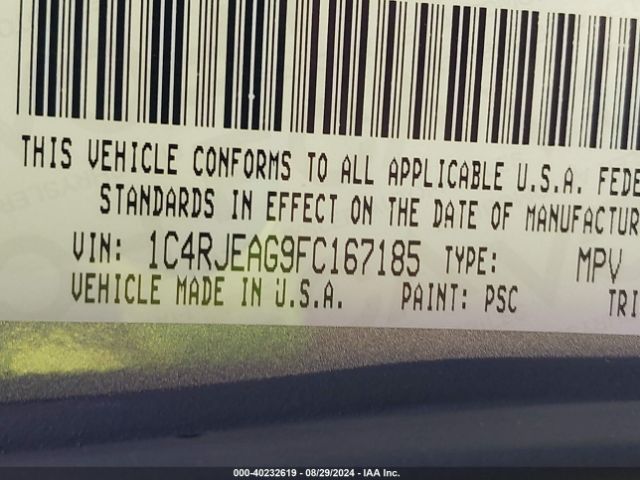 THIS VEHICLE CONFORMS TO ALL APPLICABLE U.S.A. FEDE
STANDARDS IN EFFECT ON THE DATE OF MANUFACTUR
VIN: 1C4RJEAG9FC167185 TYPE: MPV
VEHICLE MADE IN U.S.A. PAINT: PSC TRI
000-40232619 - 08/29/2024 - IAA Inc.